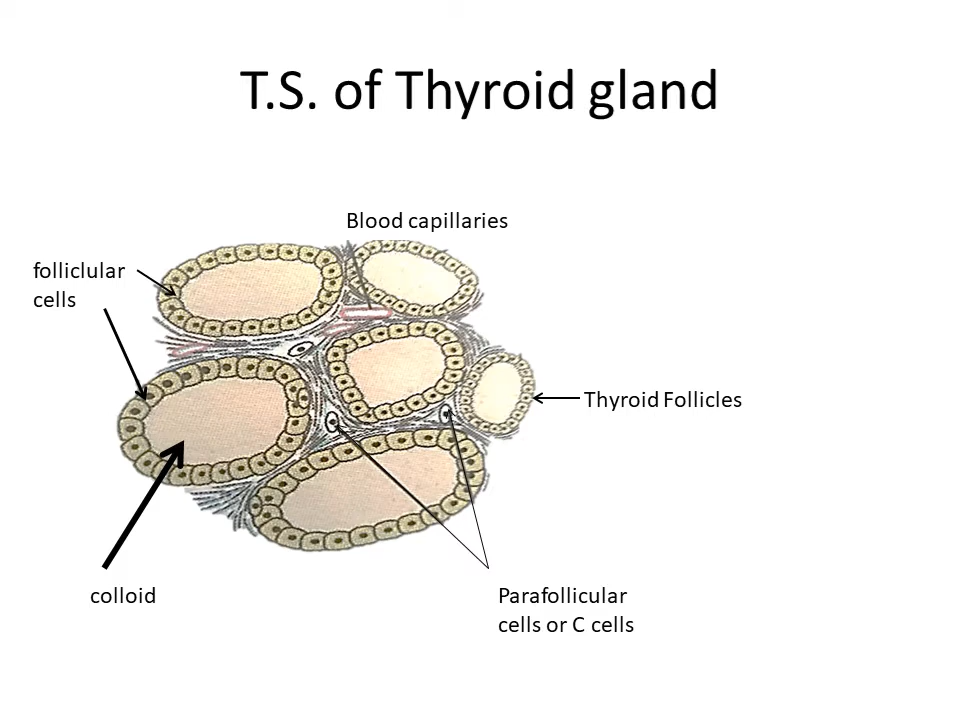 T.S. of Thyroid gland
Blood capillaries
folliclular
cells
Thyroid Follicles
colloid
Parafollicular
cells or C cells